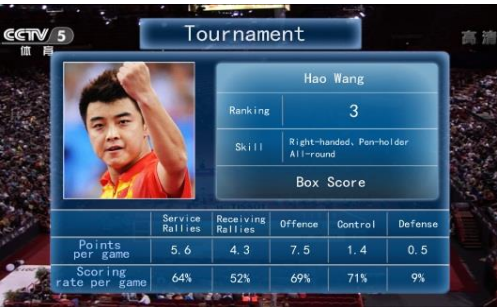 CCTV 5
体育
高清
Tournament
Hao Wang
Ranking
3
Skill
Right-handed, Pen-holder
All-round
Box Score
Service Rallies
Receiving Rallies
Offence
Control
Defense
Points per game
5.6
4.3
7.5
1.4
0.5
Scoring rate per game
64%
52%
69%
71%
9%